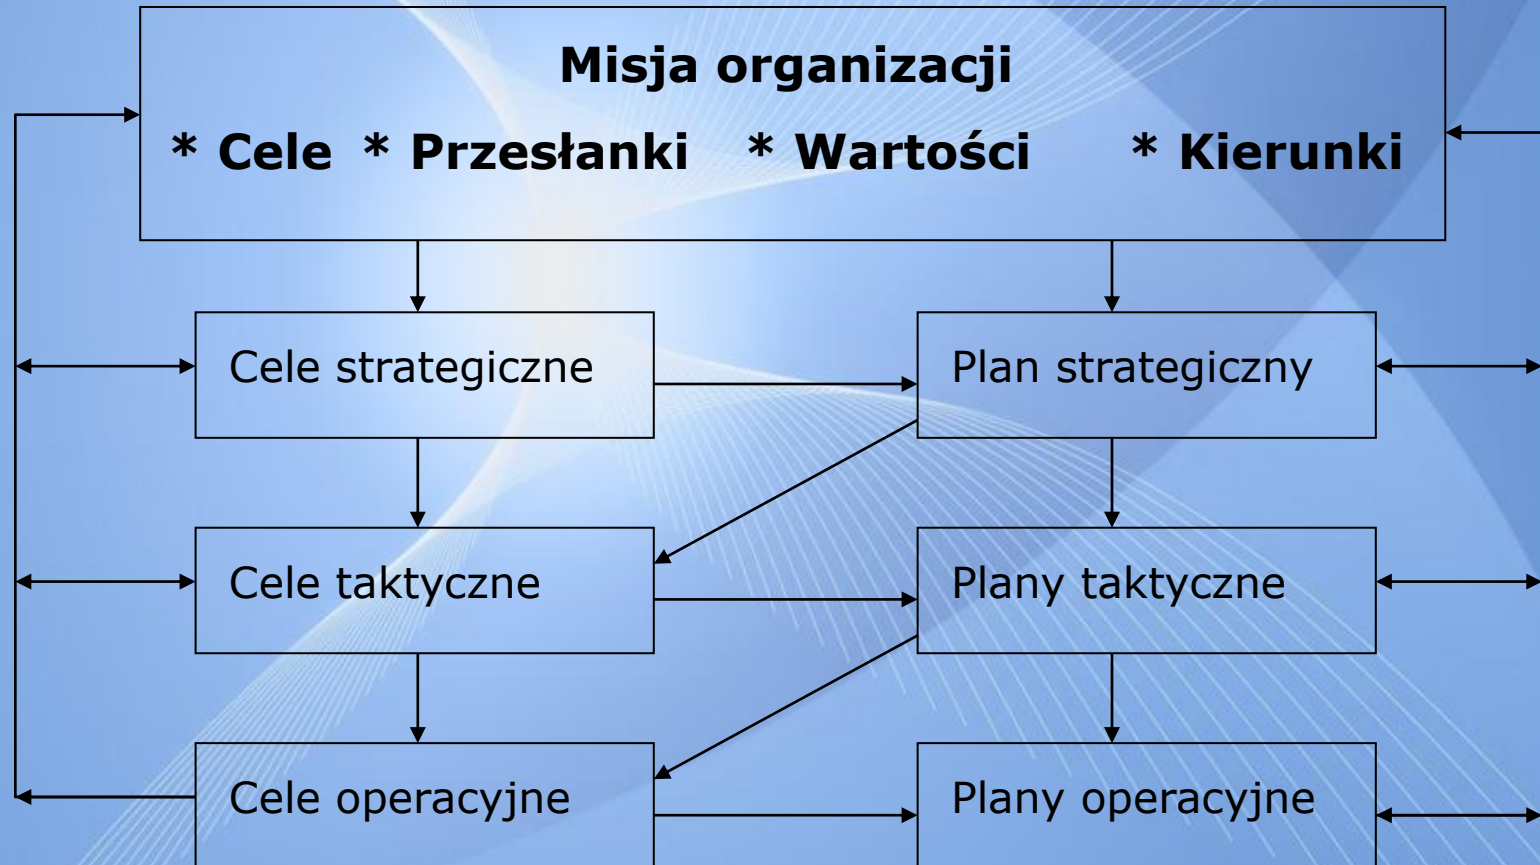 Misja organizacji
* Cele * Przesłanki * Wartości * Kierunki
Cele strategiczne
Plan strategiczny
Cele taktyczne
Plany taktyczne
Cele operacyjne
Plany operacyjne